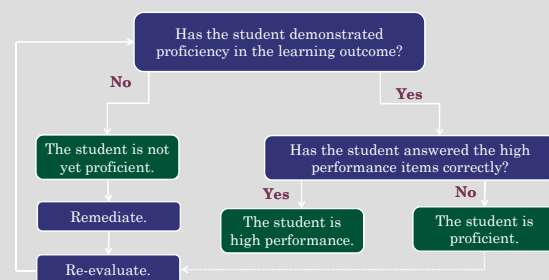 Has the student demonstrated
proficiency in the learning outcome?
No
Yes
The student is not
yet proficient.
Has the student answered the high
performance items correctly?
Yes
No
Remediate.
The student is
high performance.
The student is
proficient.
Re-evaluate.